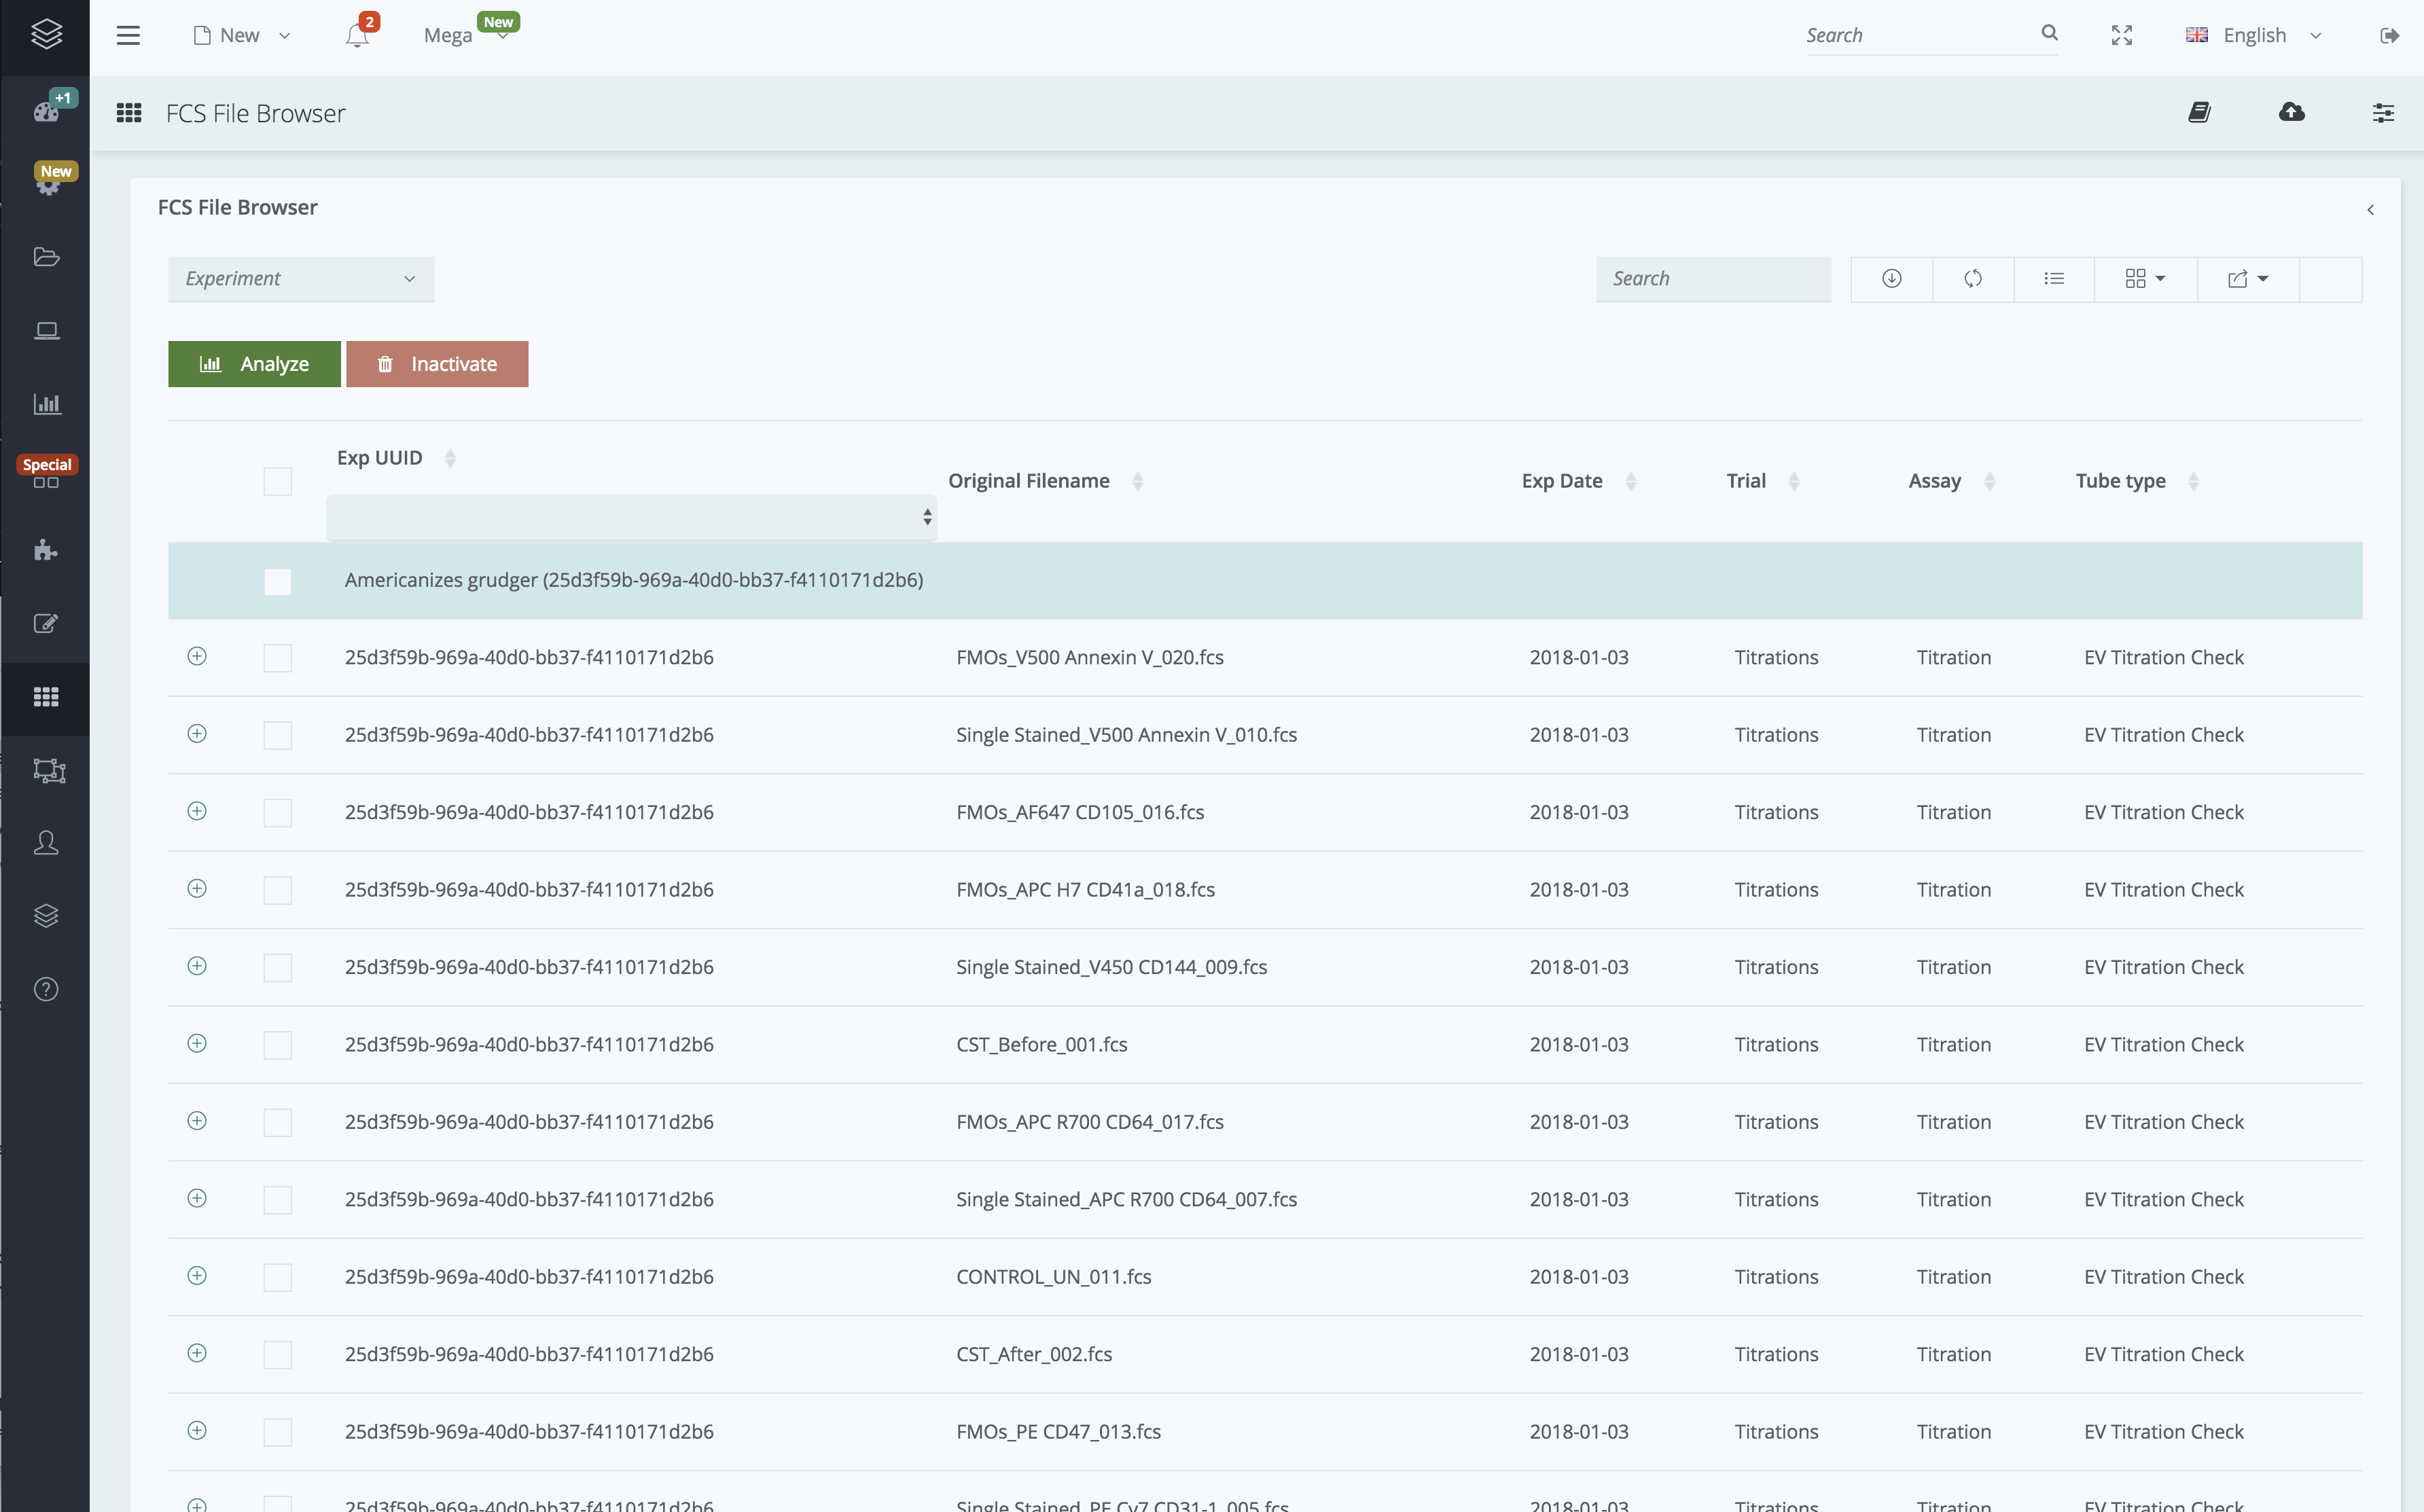 New
2
Mega
New
Search
English
+1
FCS File Browser
New
FCS File Browser
Experiment
Search
Analyze
Inactivate
Special
Exp UUID
Original Filename
Exp Date
Trial
Assay
Tube type
Americanizes grudger (25d3f59b-969a-40d0-bb37-f4110171d2b6)
25d3f59b-969a-40d0-bb37-f4110171d2b6 FMOs_V500 Annexin V_020.fcs 2018-01-03 Titrations Titration EV Titration Check
25d3f59b-969a-40d0-bb37-f4110171d2b6 Single Stained_V500 Annexin V_010.fcs 2018-01-03 Titrations Titration EV Titration Check
25d3f59b-969a-40d0-bb37-f4110171d2b6 FMOs_AF647 CD105_016.fcs 2018-01-03 Titrations Titration EV Titration Check
25d3f59b-969a-40d0-bb37-f4110171d2b6 FMOs_APC H7 CD41a_018.fcs 2018-01-03 Titrations Titration EV Titration Check
25d3f59b-969a-40d0-bb37-f4110171d2b6 Single Stained_V450 CD144_009.fcs 2018-01-03 Titrations Titration EV Titration Check
25d3f59b-969a-40d0-bb37-f4110171d2b6 CST_Before_001.fcs 2018-01-03 Titrations Titration EV Titration Check
25d3f59b-969a-40d0-bb37-f4110171d2b6 FMOs_APC R700 CD64_017.fcs 2018-01-03 Titrations Titration EV Titration Check
25d3f59b-969a-40d0-bb37-f4110171d2b6 Single Stained_APC R700 CD64_007.fcs 2018-01-03 Titrations Titration EV Titration Check
25d3f59b-969a-40d0-bb37-f4110171d2b6 CONTROL_UN_011.fcs 2018-01-03 Titrations Titration EV Titration Check
25d3f59b-969a-40d0-bb37-f4110171d2b6 CST_After_002.fcs 2018-01-03 Titrations Titration EV Titration Check
25d3f59b-969a-40d0-bb37-f4110171d2b6 FMOs_PE CD47_013.fcs 2018-01-03 Titrations Titration EV Titration Check
25d3f59b-969a-40d0-bb37-f4110171d2b6 Single Stained_PE Cy7 CD31-1_005.fcs 2018-01-03 Titrations Titration EV Titration Check